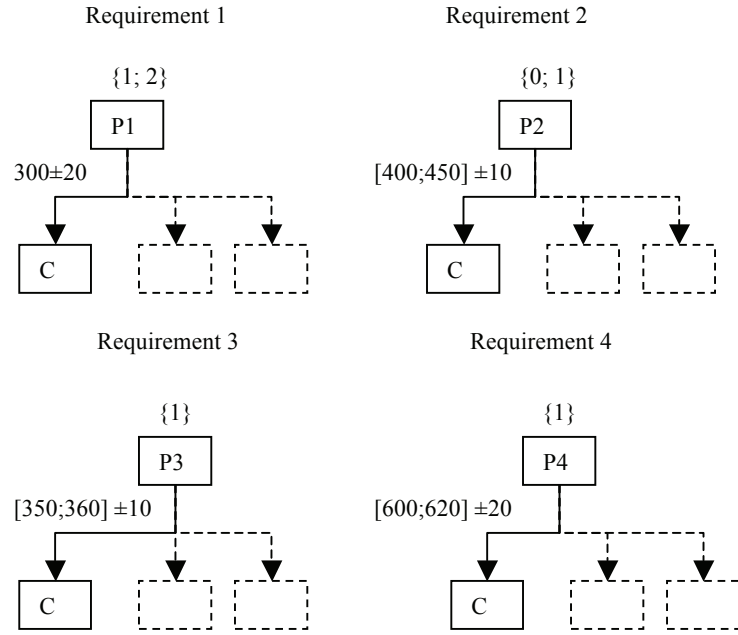 Requirement 1
Requirement 2
{1; 2}
{0; 1}
P1
P2
300±20
[400;450] ±10
C
C
Requirement 3
Requirement 4
{1}
{1}
P3
P4
[350;360] ±10
[600;620] ±20
C
C